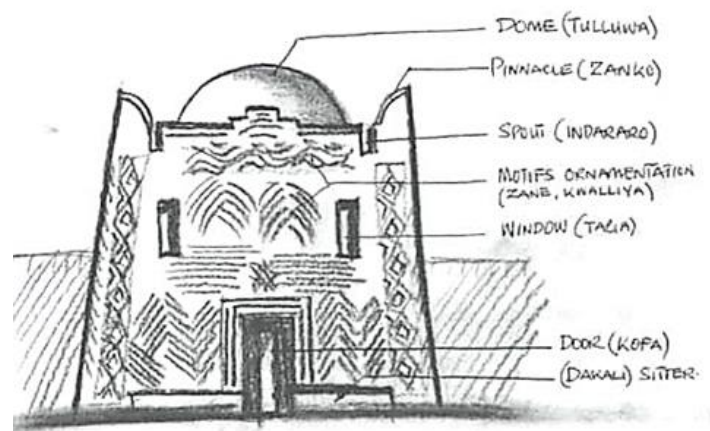 DOME (TULLUWA)
PINNACLE (ZANKO)
SPOUT (INDARARO)
MOTIFS ORNAMENTATION
(ZANE, KWALLIYA)
WINDOW (TAGA)
DOOR (KOFA)
(DAKALI) SITTER